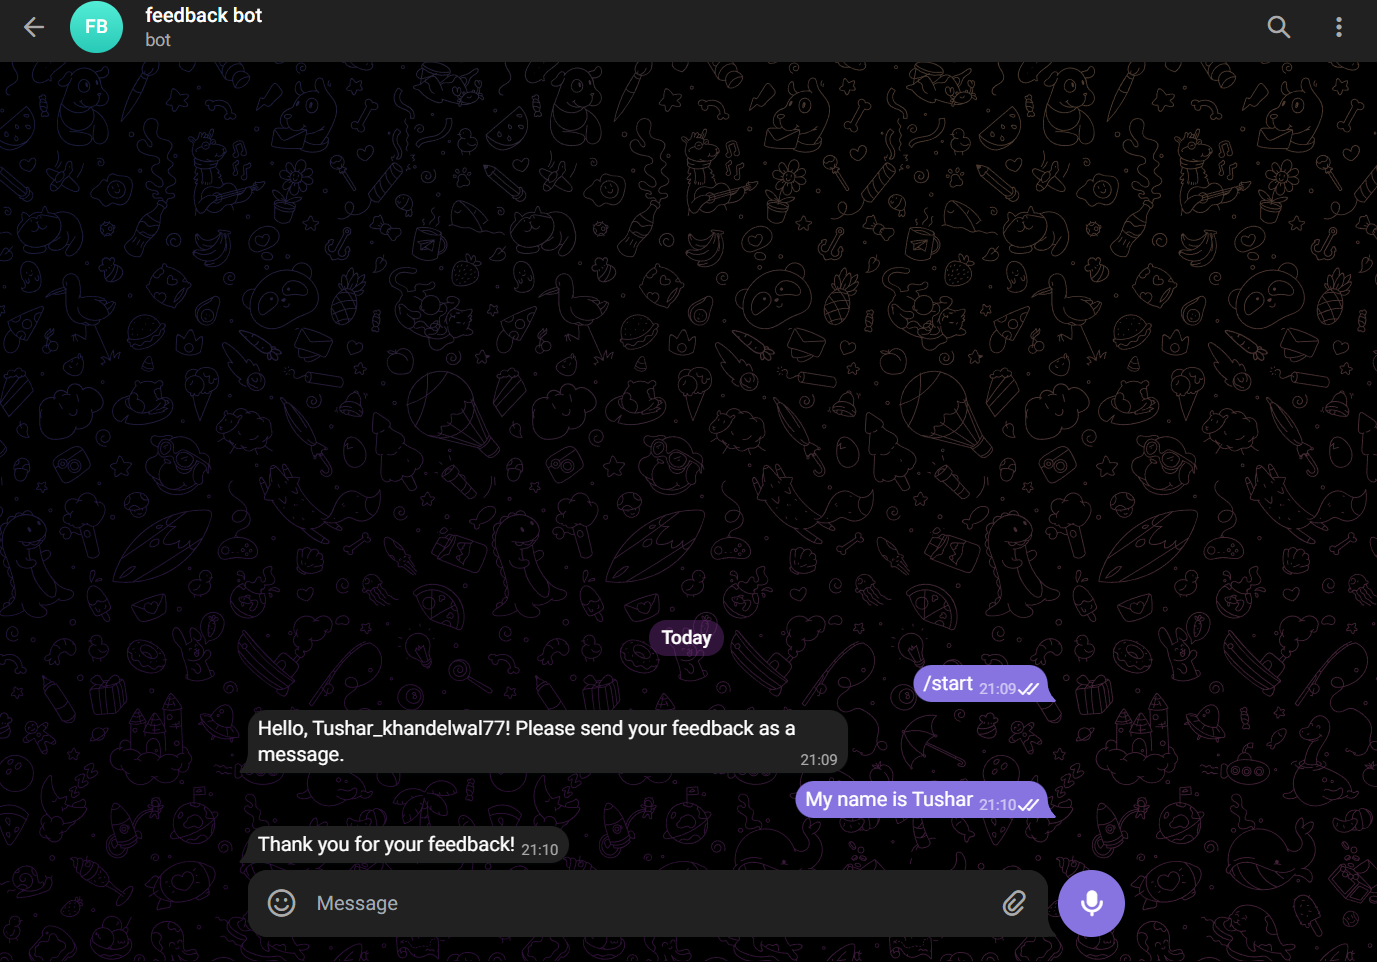 FB
feedback bot
bot
Today
/start 21:09
Hello, Tushar_khandelwal77! Please send your feedback as a
message. 21:09
My name is Tushar 21:10
Thank you for your feedback! 21:10
Message